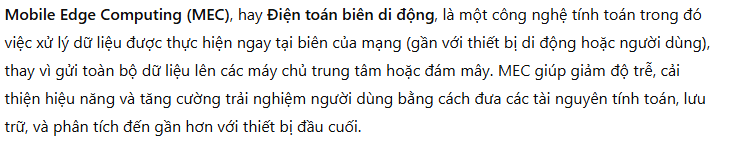 Mobile Edge Computing (MEC), hay Điện toán biên di động, là một công nghệ tính toán trong đó
việc xử lý dữ liệu được thực hiện ngay tại biên của mạng (gần với thiết bị di động hoặc người dùng),
thay vì gửi toàn bộ dữ liệu lên các máy chủ trung tâm hoặc đám mây. MEC giúp giảm độ trễ, cải
thiện hiệu năng và tăng cường trải nghiệm người dùng bằng cách đưa các tài nguyên tính toán, lưu
trữ, và phân tích đến gần hơn với thiết bị đầu cuối.